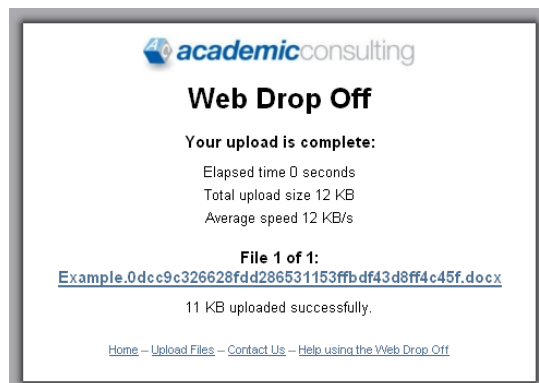 academicconsulting
Web Drop Off
Your upload is complete:
Elapsed time 0 seconds
Total upload size 12 KB
Average speed 12 KB/s
File 1 of 1:
Example.0dcc9c326628fdd286531153ffbdf43d8ff4c45f.docx
11 KB uploaded successfully.
Home – Upload Files – Contact Us – Help using the Web Drop Off